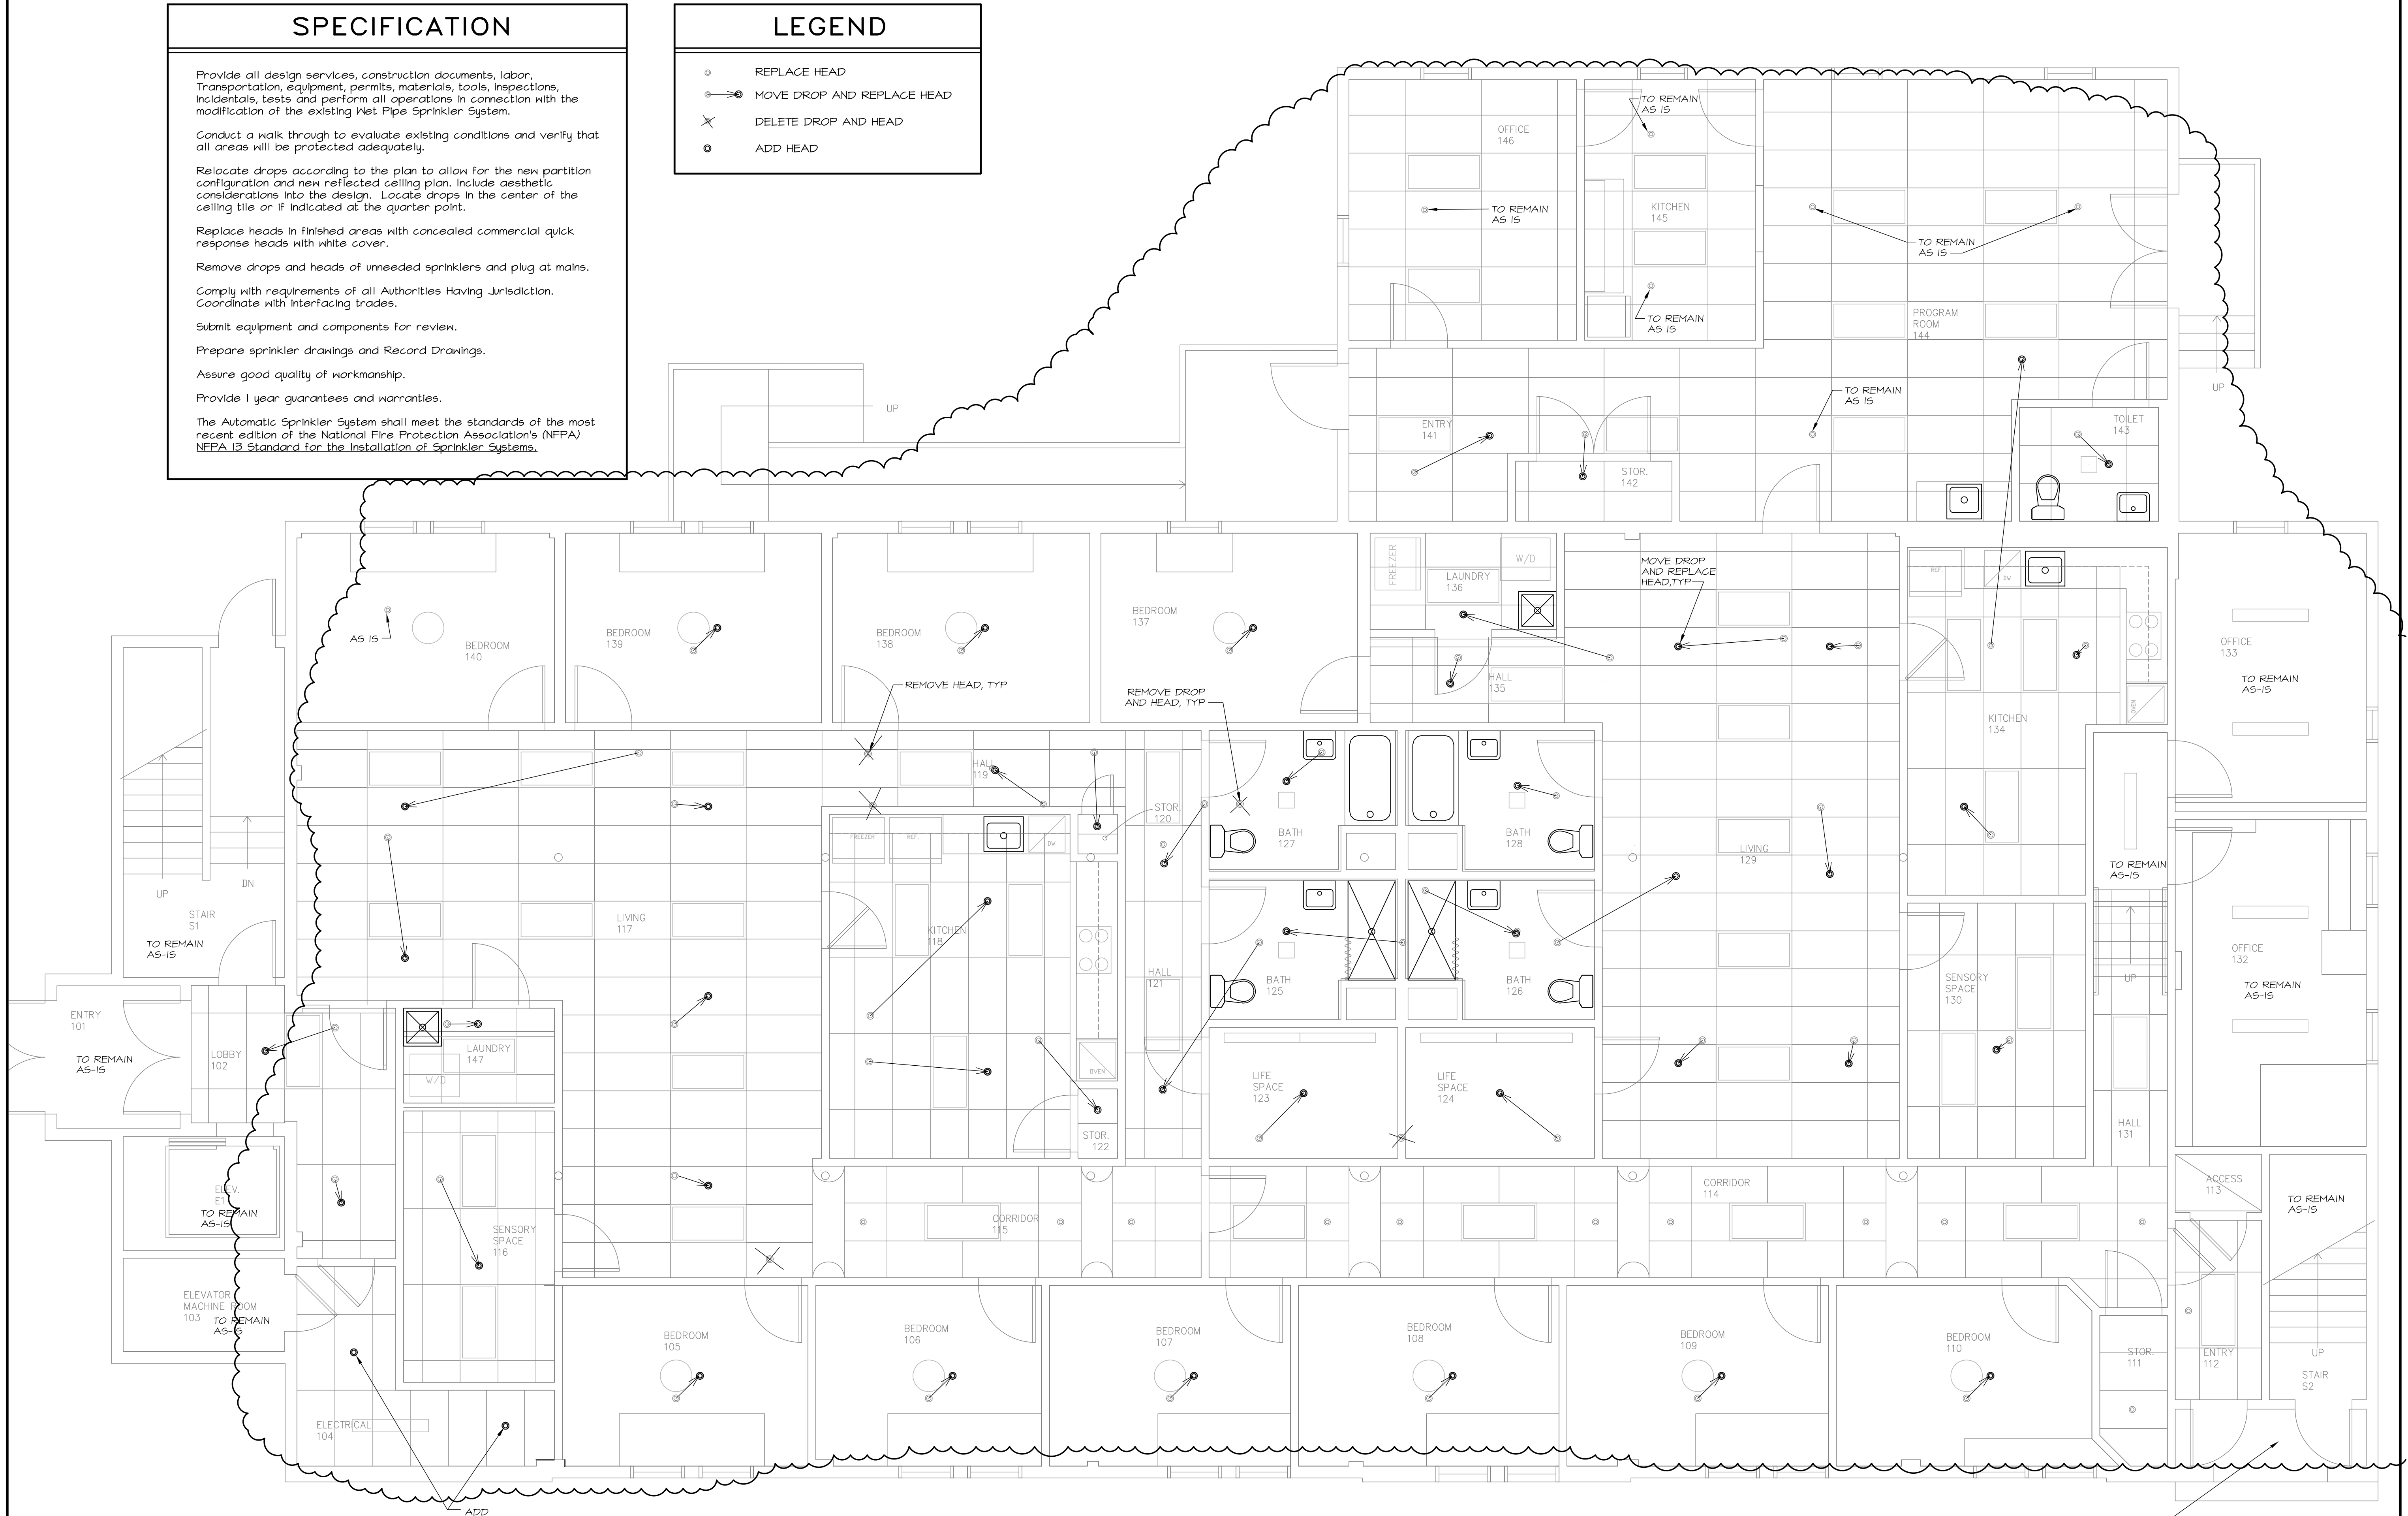 SPECIFICATION
Provide all design services, construction documents, labor,
Transportation, equipment, permits, materials, tools, inspections,
incidentals, tests and perform all operations in connection with the
modification of the existing Wet Pipe Sprinkler System.
Conduct a walk through to evaluate existing conditions and verify that
all areas will be protected adequately.
Relocate drops according to the plan to allow for the new partition
configuration and new reflected ceiling plan. Include aesthetic
considerations into the design.  Locate drops in the center of the
ceiling tile or if indicated at the quarter point.
Replace heads in finished areas with concealed commercial quick
response heads with white cover.
Remove drops and heads of unneeded sprinklers and plug at mains.
Comply with requirements of all Authorities Having Jurisdiction.
Coordinate with interfacing trades.
Submit equipment and components for review.
Prepare sprinkler drawings and Record Drawings.
Assure good quality of workmanship.
Provide 1 year guarantees and warranties.
The Automatic Sprinkler System shall meet the standards of the most
recent edition of the National Fire Protection Association's (NFPA)
NFPA 13 Standard for the Installation of Sprinkler Systems.
LEGEND
REPLACE HEAD
MOVE DROP AND REPLACE HEAD
DELETE DROP AND HEAD
ADD HEAD
TO REMAIN
AS IS
OFFICE
146
TO REMAIN
AS IS
KITCHEN
145
TO REMAIN
AS IS
TO REMAIN
AS IS
PROGRAM
ROOM
144
UP
TO REMAIN
AS IS
UP
ENTRY
141
STOR.
142
TOILET
143
AS IS
BEDROOM
140
BEDROOM
139
BEDROOM
138
BEDROOM
137
FREEZER
LAUNDRY
136
W/D
MOVE DROP
AND REPLACE
HEAD,TYP
HALL
135
REF.
DW
OVEN
KITCHEN
134
OFFICE
133
TO REMAIN
AS-IS
REMOVE HEAD, TYP
REMOVE DROP
AND HEAD, TYP
HALL
119
STOR.
120
FREEZER
REF.
DW
BATH
127
BATH
128
LIVING
129
TO REMAIN
AS-IS
UP
DN
STAIR
S1
TO REMAIN
AS-IS
LIVING
117
KITCHEN
118
HALL
121
BATH
125
BATH
126
SENSORY
SPACE
130
UP
OFFICE
132
TO REMAIN
AS-IS
ENTRY
101
TO REMAIN
AS-IS
LOBBY
102
LAUNDRY
147
W/D
OVEN
STOR.
122
LIFE
SPACE
123
LIFE
SPACE
124
HALL
131
ELEV.
E1
TO REMAIN
AS-IS
SENSORY
SPACE
116
CORRIDOR
115
CORRIDOR
114
ACCESS
113
TO REMAIN
AS-IS
ELEVATOR
MACHINE ROOM
103
TO REMAIN
AS-IS
BEDROOM
105
BEDROOM
106
BEDROOM
107
BEDROOM
108
BEDROOM
109
BEDROOM
110
STOR.
111
ENTRY
112
UP
STAIR
S2
ELECTRICAL
104
ADD